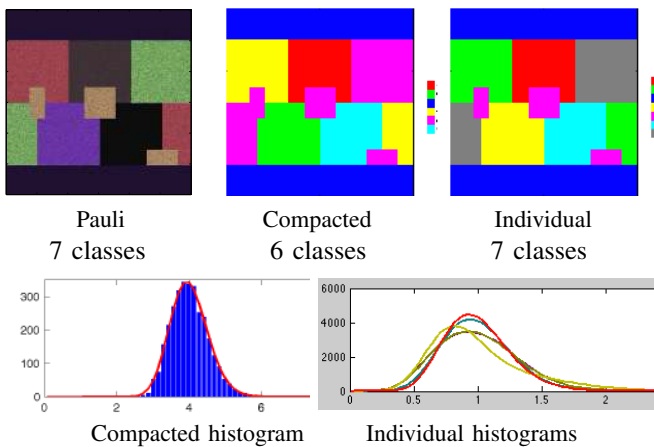 Pauli Compacted Individual
7 classes 6 classes 7 classes
300
200
100
0
0 2 4 6
6000
4000
2000
0
0 0.5 1 1.5 2
Compacted histogram Individual histograms